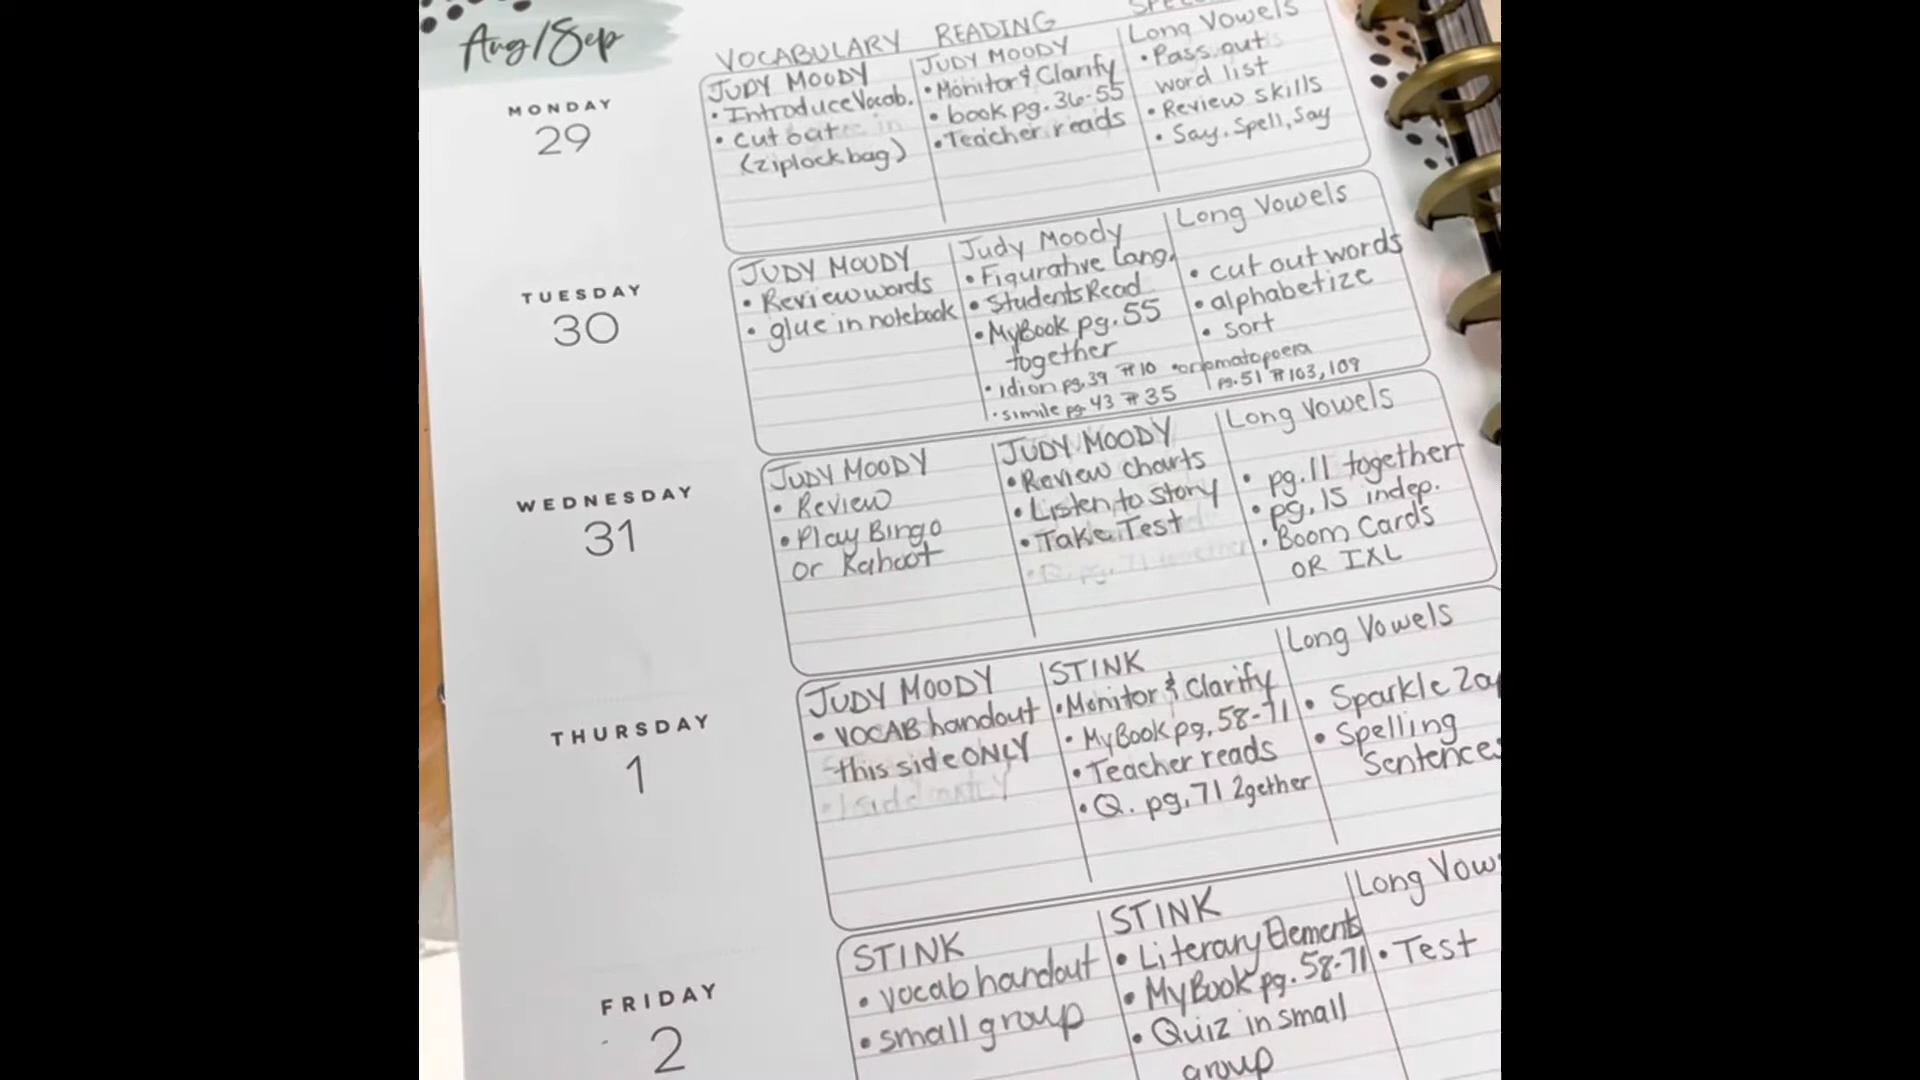 Aug/Sep
VOCABULARY READING
MONDAY
29
JUDY MOODY
• Introduce Vocab.
• cut out
(ziplock bag)
JUDY MOODY
• Monitor & Clarify
• book pg. 36-55
• Teacher reads
Long Vowels
• Pass out
word list
• Review skills
• Say, Spell, Say
TUESDAY
30
JUDY MOODY
• Review words
• glue in notebook
Judy Moody
• Figurative Lang.
• Students Read
• MyBook pg. 55
together
• idion pg. 39 ¶10
• simile pg. 43 ¶35
• onomatopoera
pg. 51 ¶103, 109
Long Vowels
• cut out words
• alphabetize
• sort
WEDNESDAY
31
JUDY MOODY
• Review
• Play Bingo
or Kahoot
JUDY MOODY
• Review charts
• Listen to story
• Take Test
• Q. pg. 71 together
Long Vowels
• pg. 11 together
• pg. 15 indep.
• Boom Cards
OR IXL
THURSDAY
1
JUDY MOODY
• VOCAB handout
this side ONLY
STINK
• Monitor & Clarify
• MyBook pg. 58-71
• Teacher reads
• Q. pg. 71 2gether
Long Vowels
• Sparkle Zap
• Spelling
Sentences
FRIDAY
2
STINK
• vocab handout
• small group
STINK
• Literary Elements
• MyBook pg. 58-71
• Quiz in small
group
Long Vow
• Test